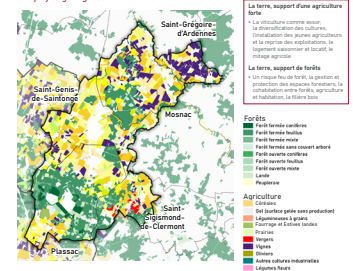 La terre, support d'une agriculture
forte
• La viticulture comme essor,
la diversification des cultures,
l'installation des jeunes agriculteurs
et la reprise des exploitations, le
logement saisonnier et locatif, le
mitage agricole
La terre, support de forêts
• Un risque feu de forêt, la gestion et
protection des espaces forestiers, la
cohabitation entre forêts, agriculture
et habitation, la filière bois
Saint-Grégoire
d'Ardennes
Saint-Genis-
de-Saintonge
Mosnac
Saint-
Sigismond-
de-Clermont
Plassac
Forêts
Forêt fermée conifères
Forêt fermée feuillus
Forêt fermée mixte
Forêt fermée sans couvert arboré
Forêt ouverte conifères
Forêt ouverte feuillus
Forêt ouverte mixte
Lande
Peupleraie
Agriculture
Céréales
Gel (surface gelée sans production)
Légumineuses à grains
Fourrage et Estives landes
Prairies
Vergers
Vignes
Oliviers
Autres cultures industrielles
Légumes fleurs